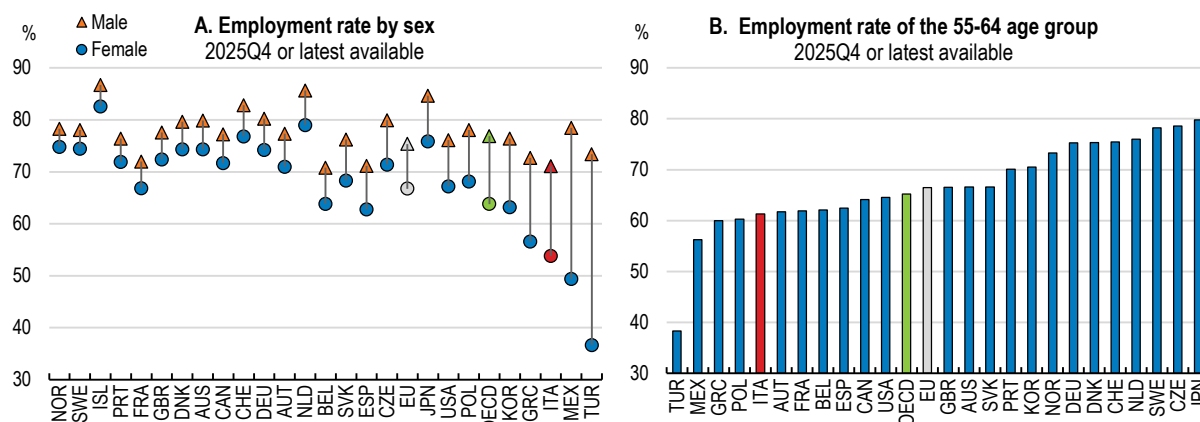 A. Employment rate by sex
2025Q4 or latest available
%
Male
Female
90
80
70
60
50
40
30
NOR SWE ISL PRT FRA GBR DNK AUS CAN CHE DEU AUT NLD BEL SVK ESP CZE EU JPN USA POL OECD KOR GRC ITA MEX TUR
B. Employment rate of the 55-64 age group
2025Q4 or latest available
%
90
80
70
60
50
40
30
TUR MEX GRC POL ITA AUT FRA BEL ESP CAN USA OECD EU GBR AUS SVK PRT KOR NOR DEU DNK CHE NLD SWE CZE JPN